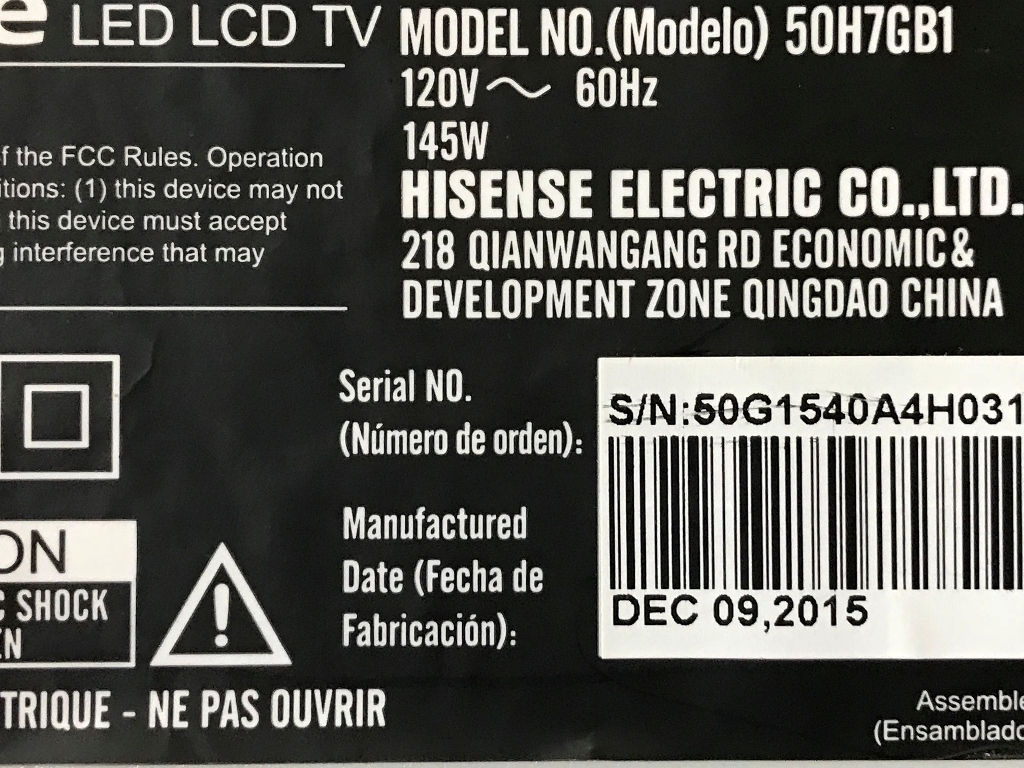 e LED LCD TV
MODEL NO.(Modelo) 50H7GB1
120V～ 60Hz
145W
HISENSE ELECTRIC CO.,LTD.
218 QIANWANGANG RD ECONOMIC&
DEVELOPMENT ZONE QINGDAO CHINA
f the FCC Rules. Operation
itions: (1) this device may not
this device must accept
g interference that may
Serial NO.
(Número de orden):
S/N:50G1540A4H031
Manufactured
Date (Fecha de
Fabricación):
DEC 09,2015
ON
C SHOCK
EN
TRIQUE - NE PAS OUVRIR
Assemble
(Ensamblado